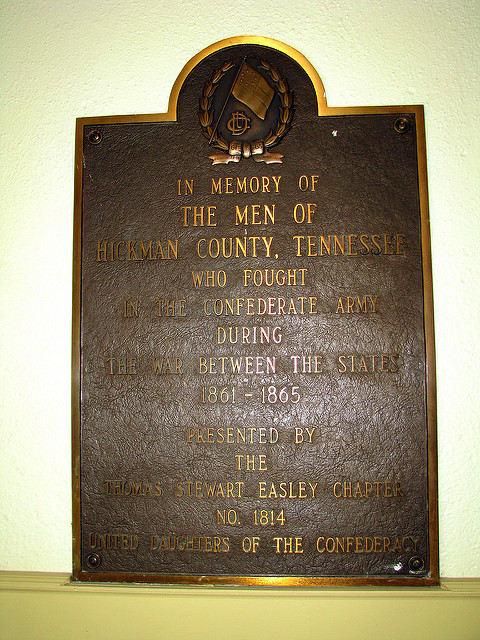 IN MEMORY OF
THE MEN OF
HICKMAN COUNTY, TENNESSEE
WHO FOUGHT
IN THE CONFEDERATE ARMY
DURING
THE WAR BETWEEN THE STATES
1861 - 1865
PRESENTED BY
THE
THOMAS STEWART EASLEY CHAPTER
NO. 1814
UNITED DAUGHTERS OF THE CONFEDERACY